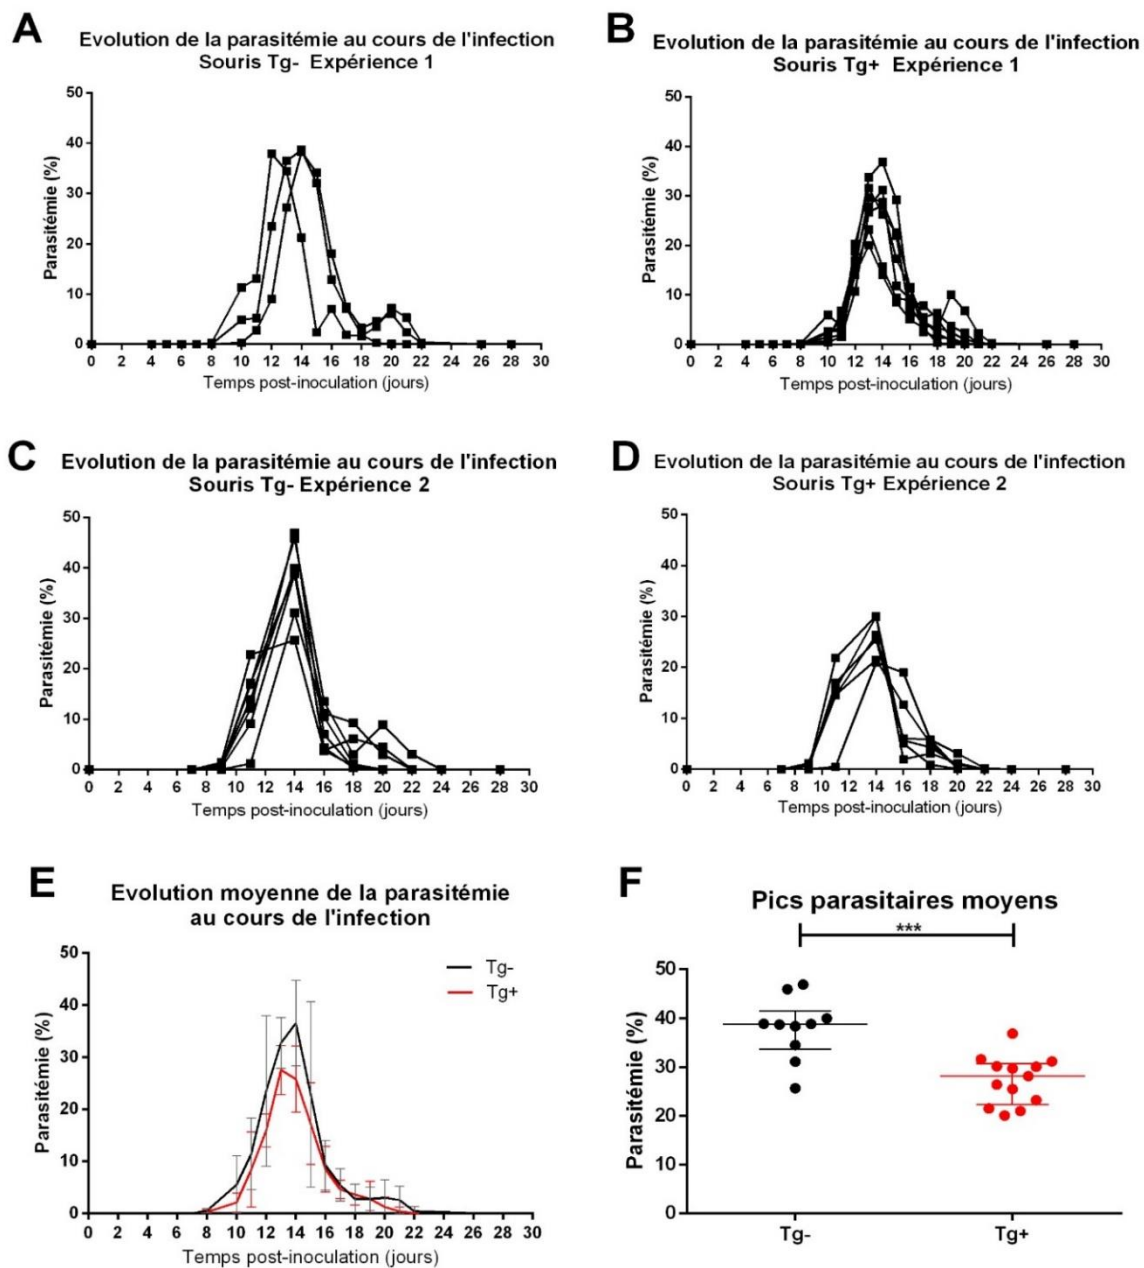 A
Evolution de la parasitémie au cours de l'infection
Souris Tg- Expérience 1
50
40
30
20
10
0
Parasitémie (%)
0 2 4 6 8 10 12 14 16 18 20 22 24 26 28 30
Temps post-inoculation (jours)
B
Evolution de la parasitémie au cours de l'infection
Souris Tg+ Expérience 1
50
40
30
20
10
0
Parasitémie (%)
0 2 4 6 8 10 12 14 16 18 20 22 24 26 28 30
Temps post-inoculation (jours)
C
Evolution de la parasitémie au cours de l'infection
Souris Tg- Expérience 2
50
40
30
20
10
0
Parasitémie (%)
0 2 4 6 8 10 12 14 16 18 20 22 24 26 28 30
Temps post-inoculation (jours)
D
Evolution de la parasitémie au cours de l'infection
Souris Tg+ Expérience 2
50
40
30
20
10
0
Parasitémie (%)
0 2 4 6 8 10 12 14 16 18 20 22 24 26 28 30
Temps post-inoculation (jours)
E
Evolution moyenne de la parasitémie
au cours de l'infection
50
40
30
20
10
0
Parasitémie (%)
Tg-
Tg+
0 2 4 6 8 10 12 14 16 18 20 22 24 26 28 30
Temps post-inoculation (jours)
F
Pics parasitaires moyens
***
50
40
30
20
10
0
Parasitémie (%)
Tg- Tg+